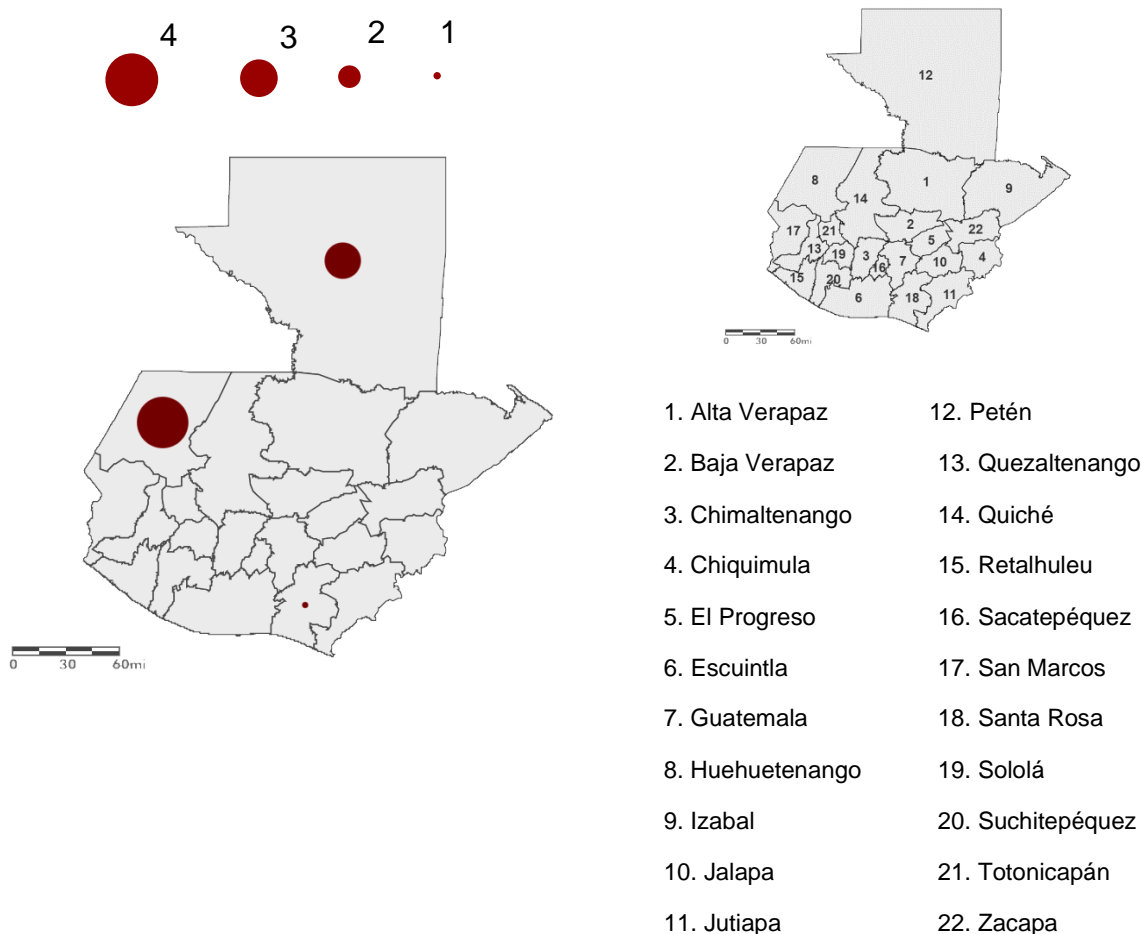 4 3 2 1
12
8 1 9
14
17 21 2 22
5
13 19 3 16 7 10 4
15 20 6 18 11
0 30 60mi
0 30 60mi
1. Alta Verapaz
2. Baja Verapaz
3. Chimaltenango
4. Chiquimula
5. El Progreso
6. Escuintla
7. Guatemala
8. Huehuetenango
9. Izabal
10. Jalapa
11. Jutiapa
12. Petén
13. Quezaltenango
14. Quiché
15. Retalhuleu
16. Sacatepéquez
17. San Marcos
18. Santa Rosa
19. Sololá
20. Suchitepéquez
21. Totonicapán
22. Zacapa